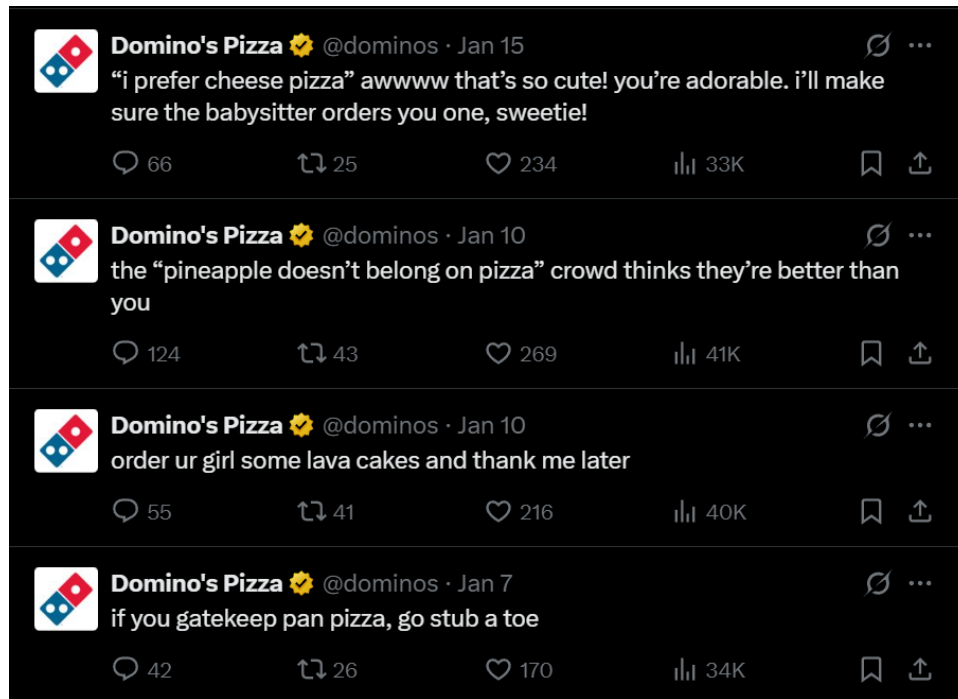 Domino's Pizza @dominos · Jan 15
“i prefer cheese pizza” awwww that’s so cute! you’re adorable. i’ll make
sure the babysitter orders you one, sweetie!
66 25 234 33K
Domino's Pizza @dominos · Jan 10
the “pineapple doesn’t belong on pizza” crowd thinks they’re better than
you
124 43 269 41K
Domino's Pizza @dominos · Jan 10
order ur girl some lava cakes and thank me later
55 41 216 40K
Domino's Pizza @dominos · Jan 7
if you gatekeep pan pizza, go stub a toe
42 26 170 34K